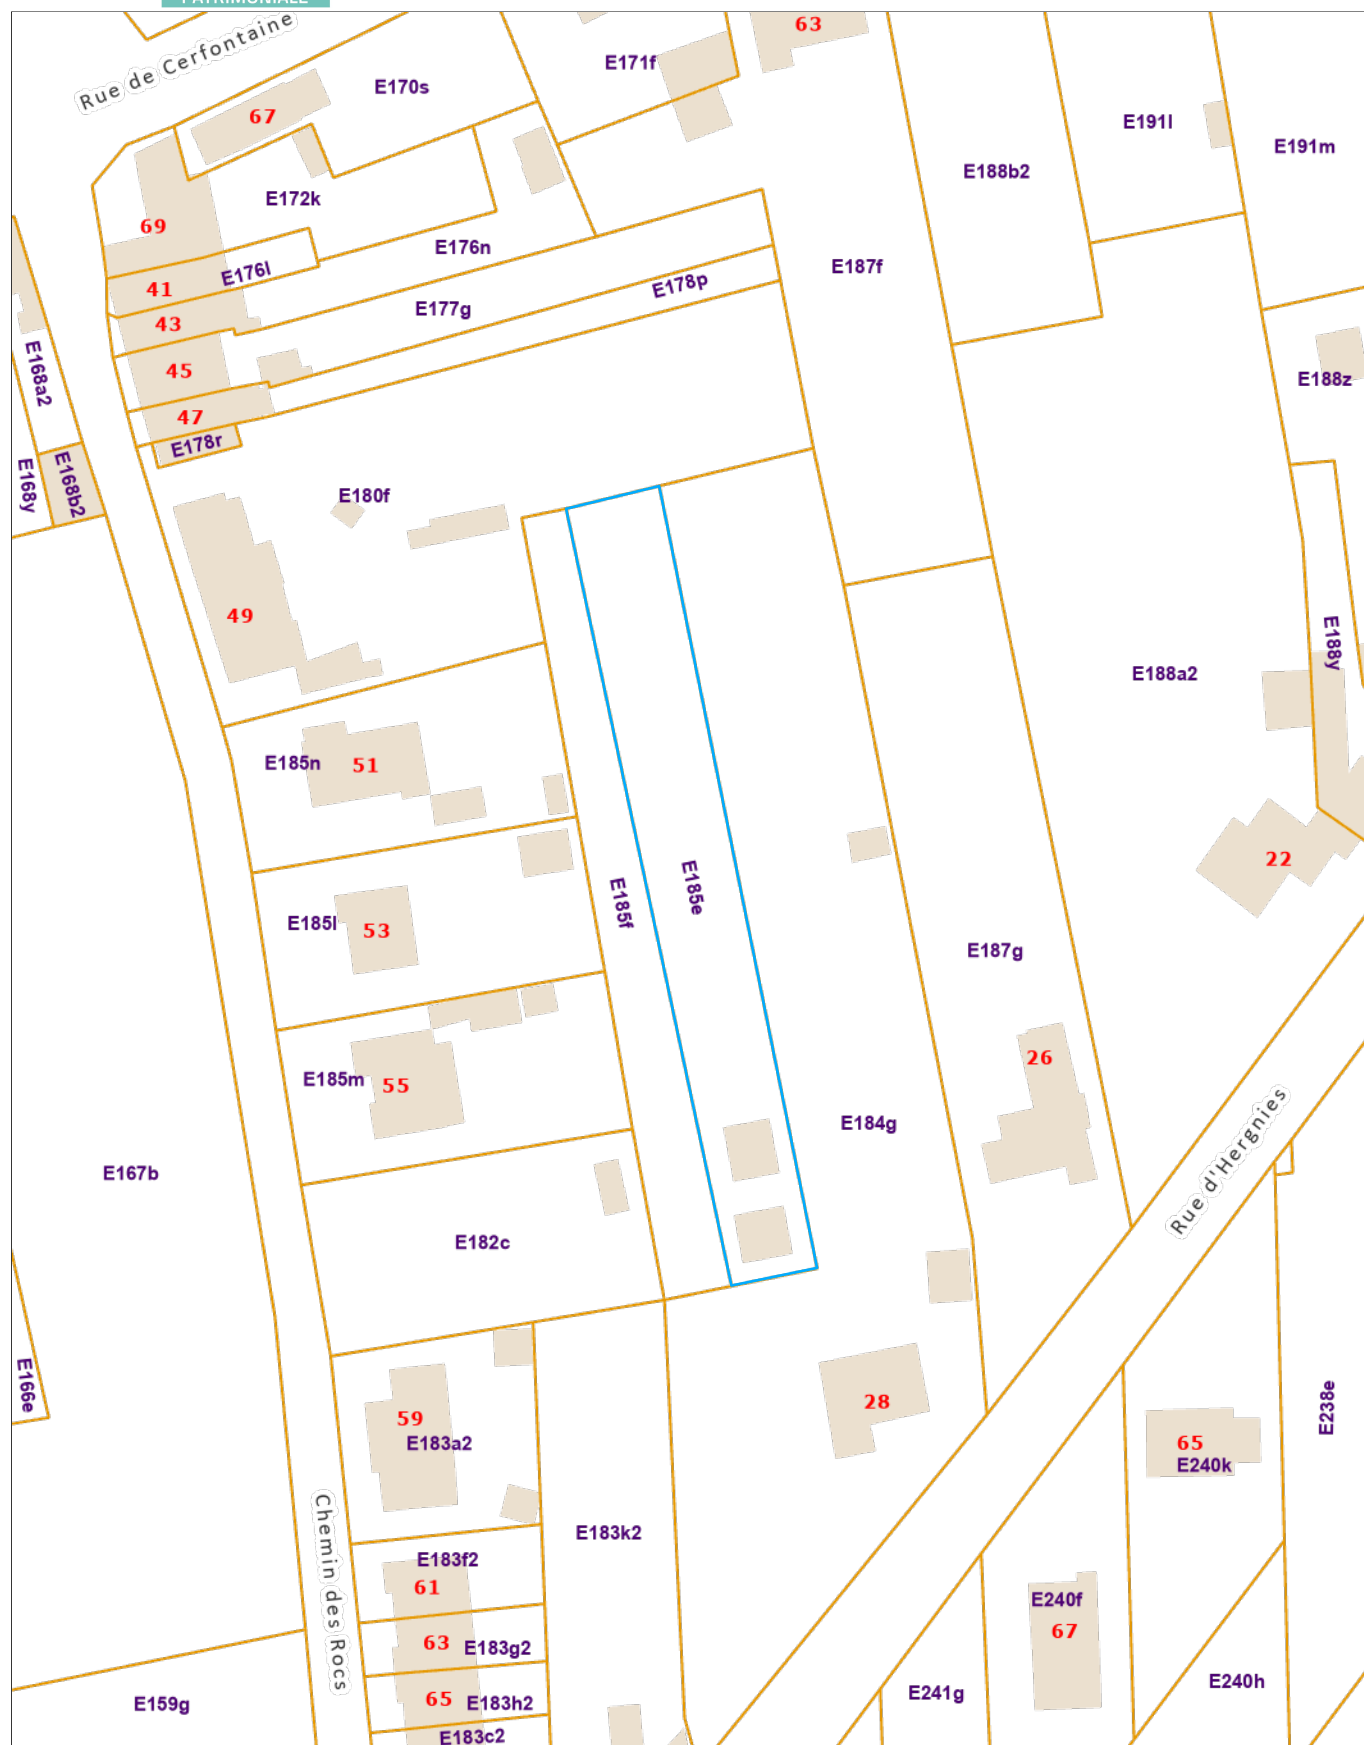 PATRIMONIALE
Rue de Cerfontaine
63
E171f
E170s
67
E191l
E191m
E188b2
E172k
69
E176n
E187f
E176l
41
E178p
E177g
43
E168a2
45
E188z
47
E178r
E168y
E168b2
E180f
49
E188y
E188a2
E185n
51
22
E185e
E185f
E185l
53
E187g
26
E185m
55
E184g
Rue d'Hergnies
E167b
E182c
E166e
28
E238e
59
E183a2
65
E240k
Chemin des Rocs
E183k2
E183f2
61
E240f
67
63
E183g2
E240h
E241g
65
E183h2
E159g
E183c2